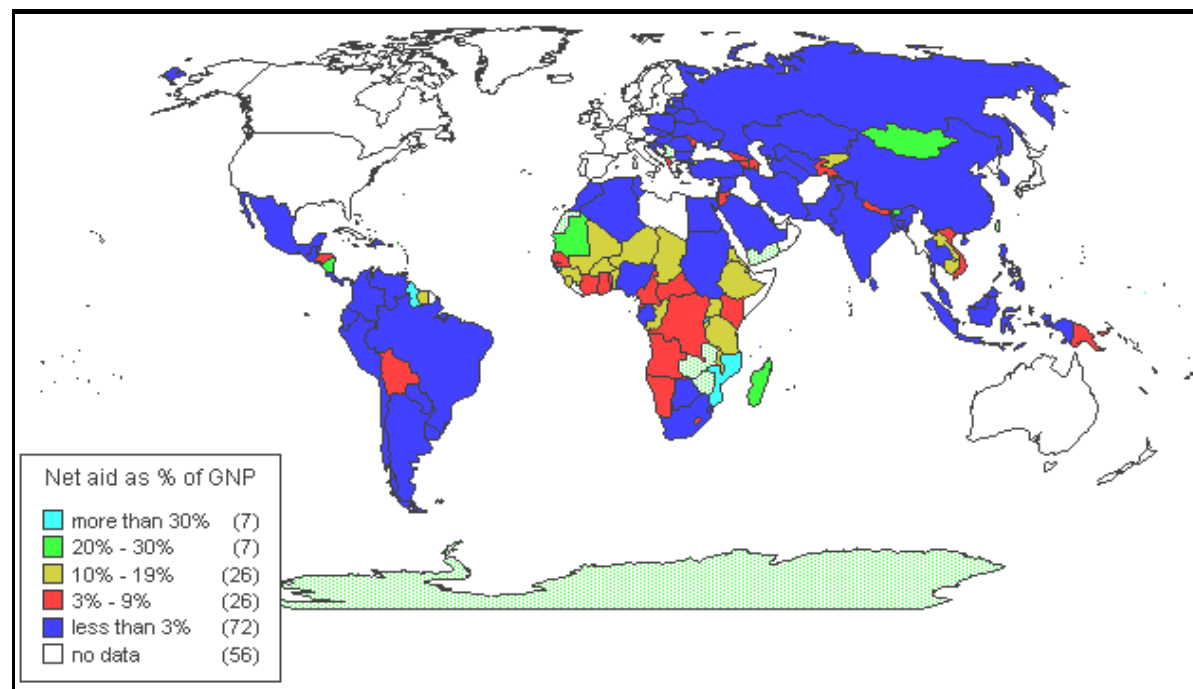 Net aid as % of GNP
more than 30% (7)
20% - 30% (7)
10% - 19% (26)
3% - 9% (26)
less than 3% (72)
no data (56)